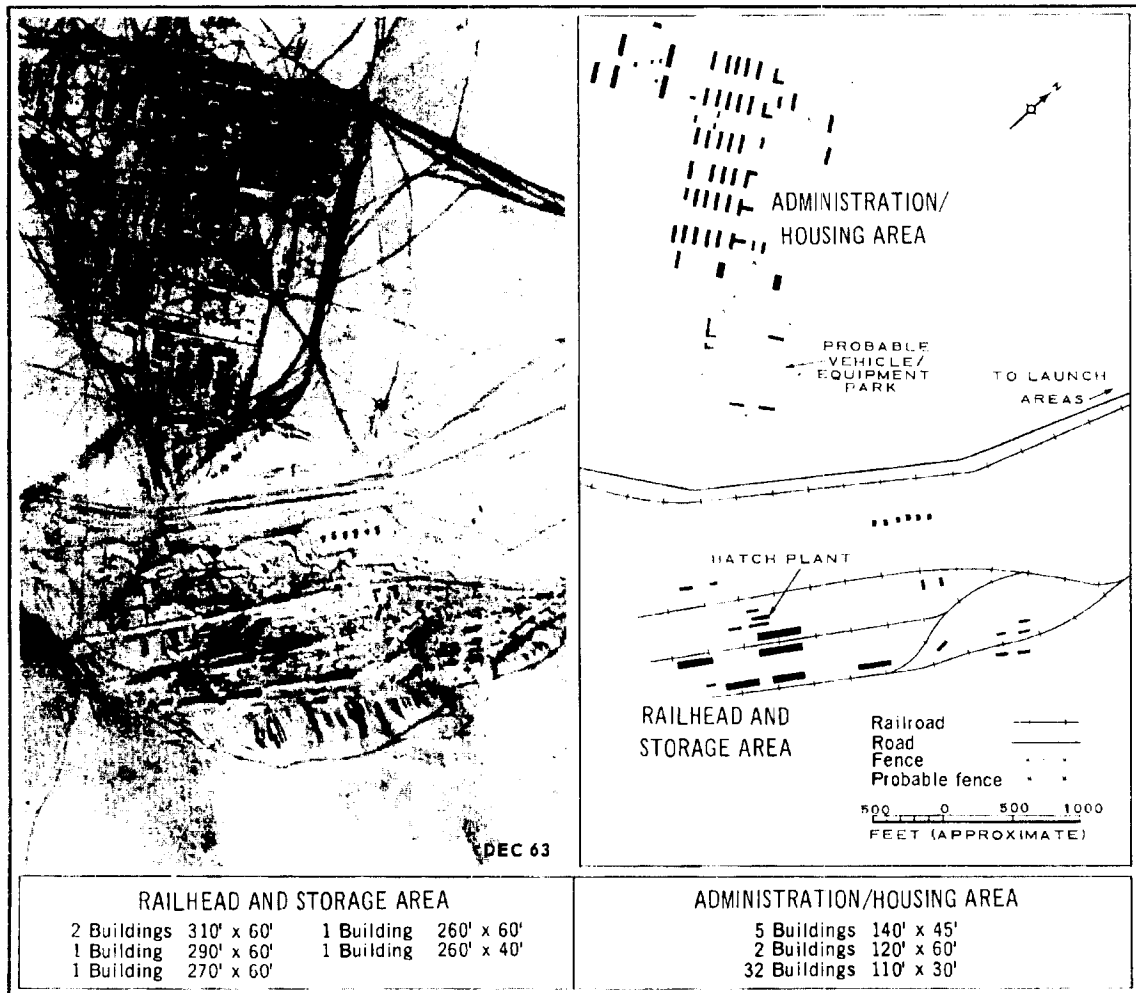 DEC 63
N
ADMINISTRATION/
HOUSING AREA
PROBABLE
VEHICLE/
EQUIPMENT
PARK
TO LAUNCH
AREAS
BATCH PLANT
RAILHEAD AND
STORAGE AREA
Railroad
Road
Fence
Probable fence
500 0 500 1000
FEET (APPROXIMATE)
RAILHEAD AND STORAGE AREA
2 Buildings 310' x 60' 1 Building 260' x 60'
1 Building 290' x 60' 1 Building 260' x 40'
1 Building 270' x 60'
ADMINISTRATION/HOUSING AREA
5 Buildings 140' x 45'
2 Buildings 120' x 60'
32 Buildings 110' x 30'